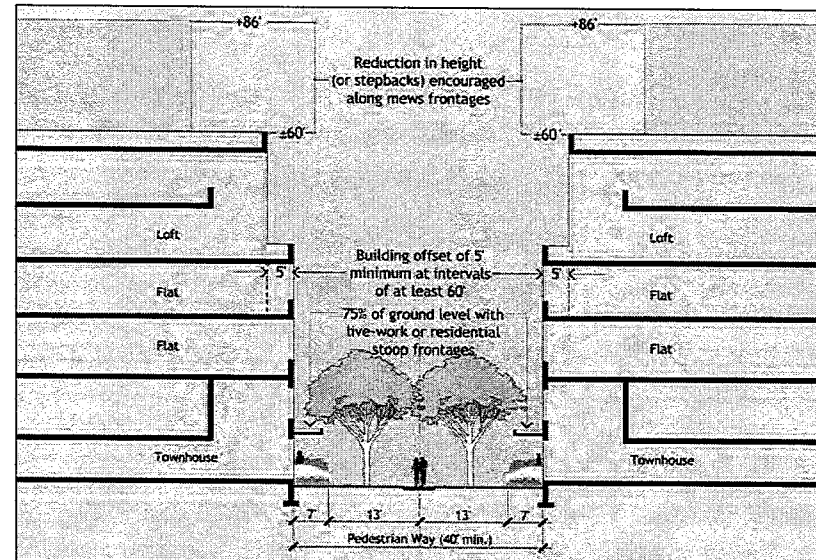 +86'
+86'
Reduction in height
(or stepbacks) encouraged
along mews frontages
±60'
±60'
Loft
Loft
Building offset of 5'
minimum at intervals
of at least 60'
5'
5'
Flat
Flat
75% of ground level with
live-work or residential
stoop frontages
Flat
Flat
Townhouse
Townhouse
7'
13'
13'
7'
Pedestrian Way (40' min.)